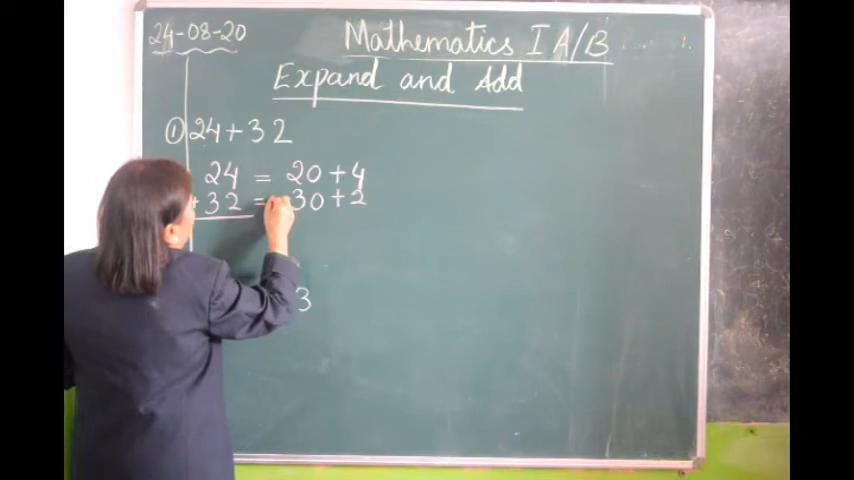 24-08-20
Mathematics I A/B
Expand and Add
① 24+32
24 = 20+4
+32 = 30+2
3